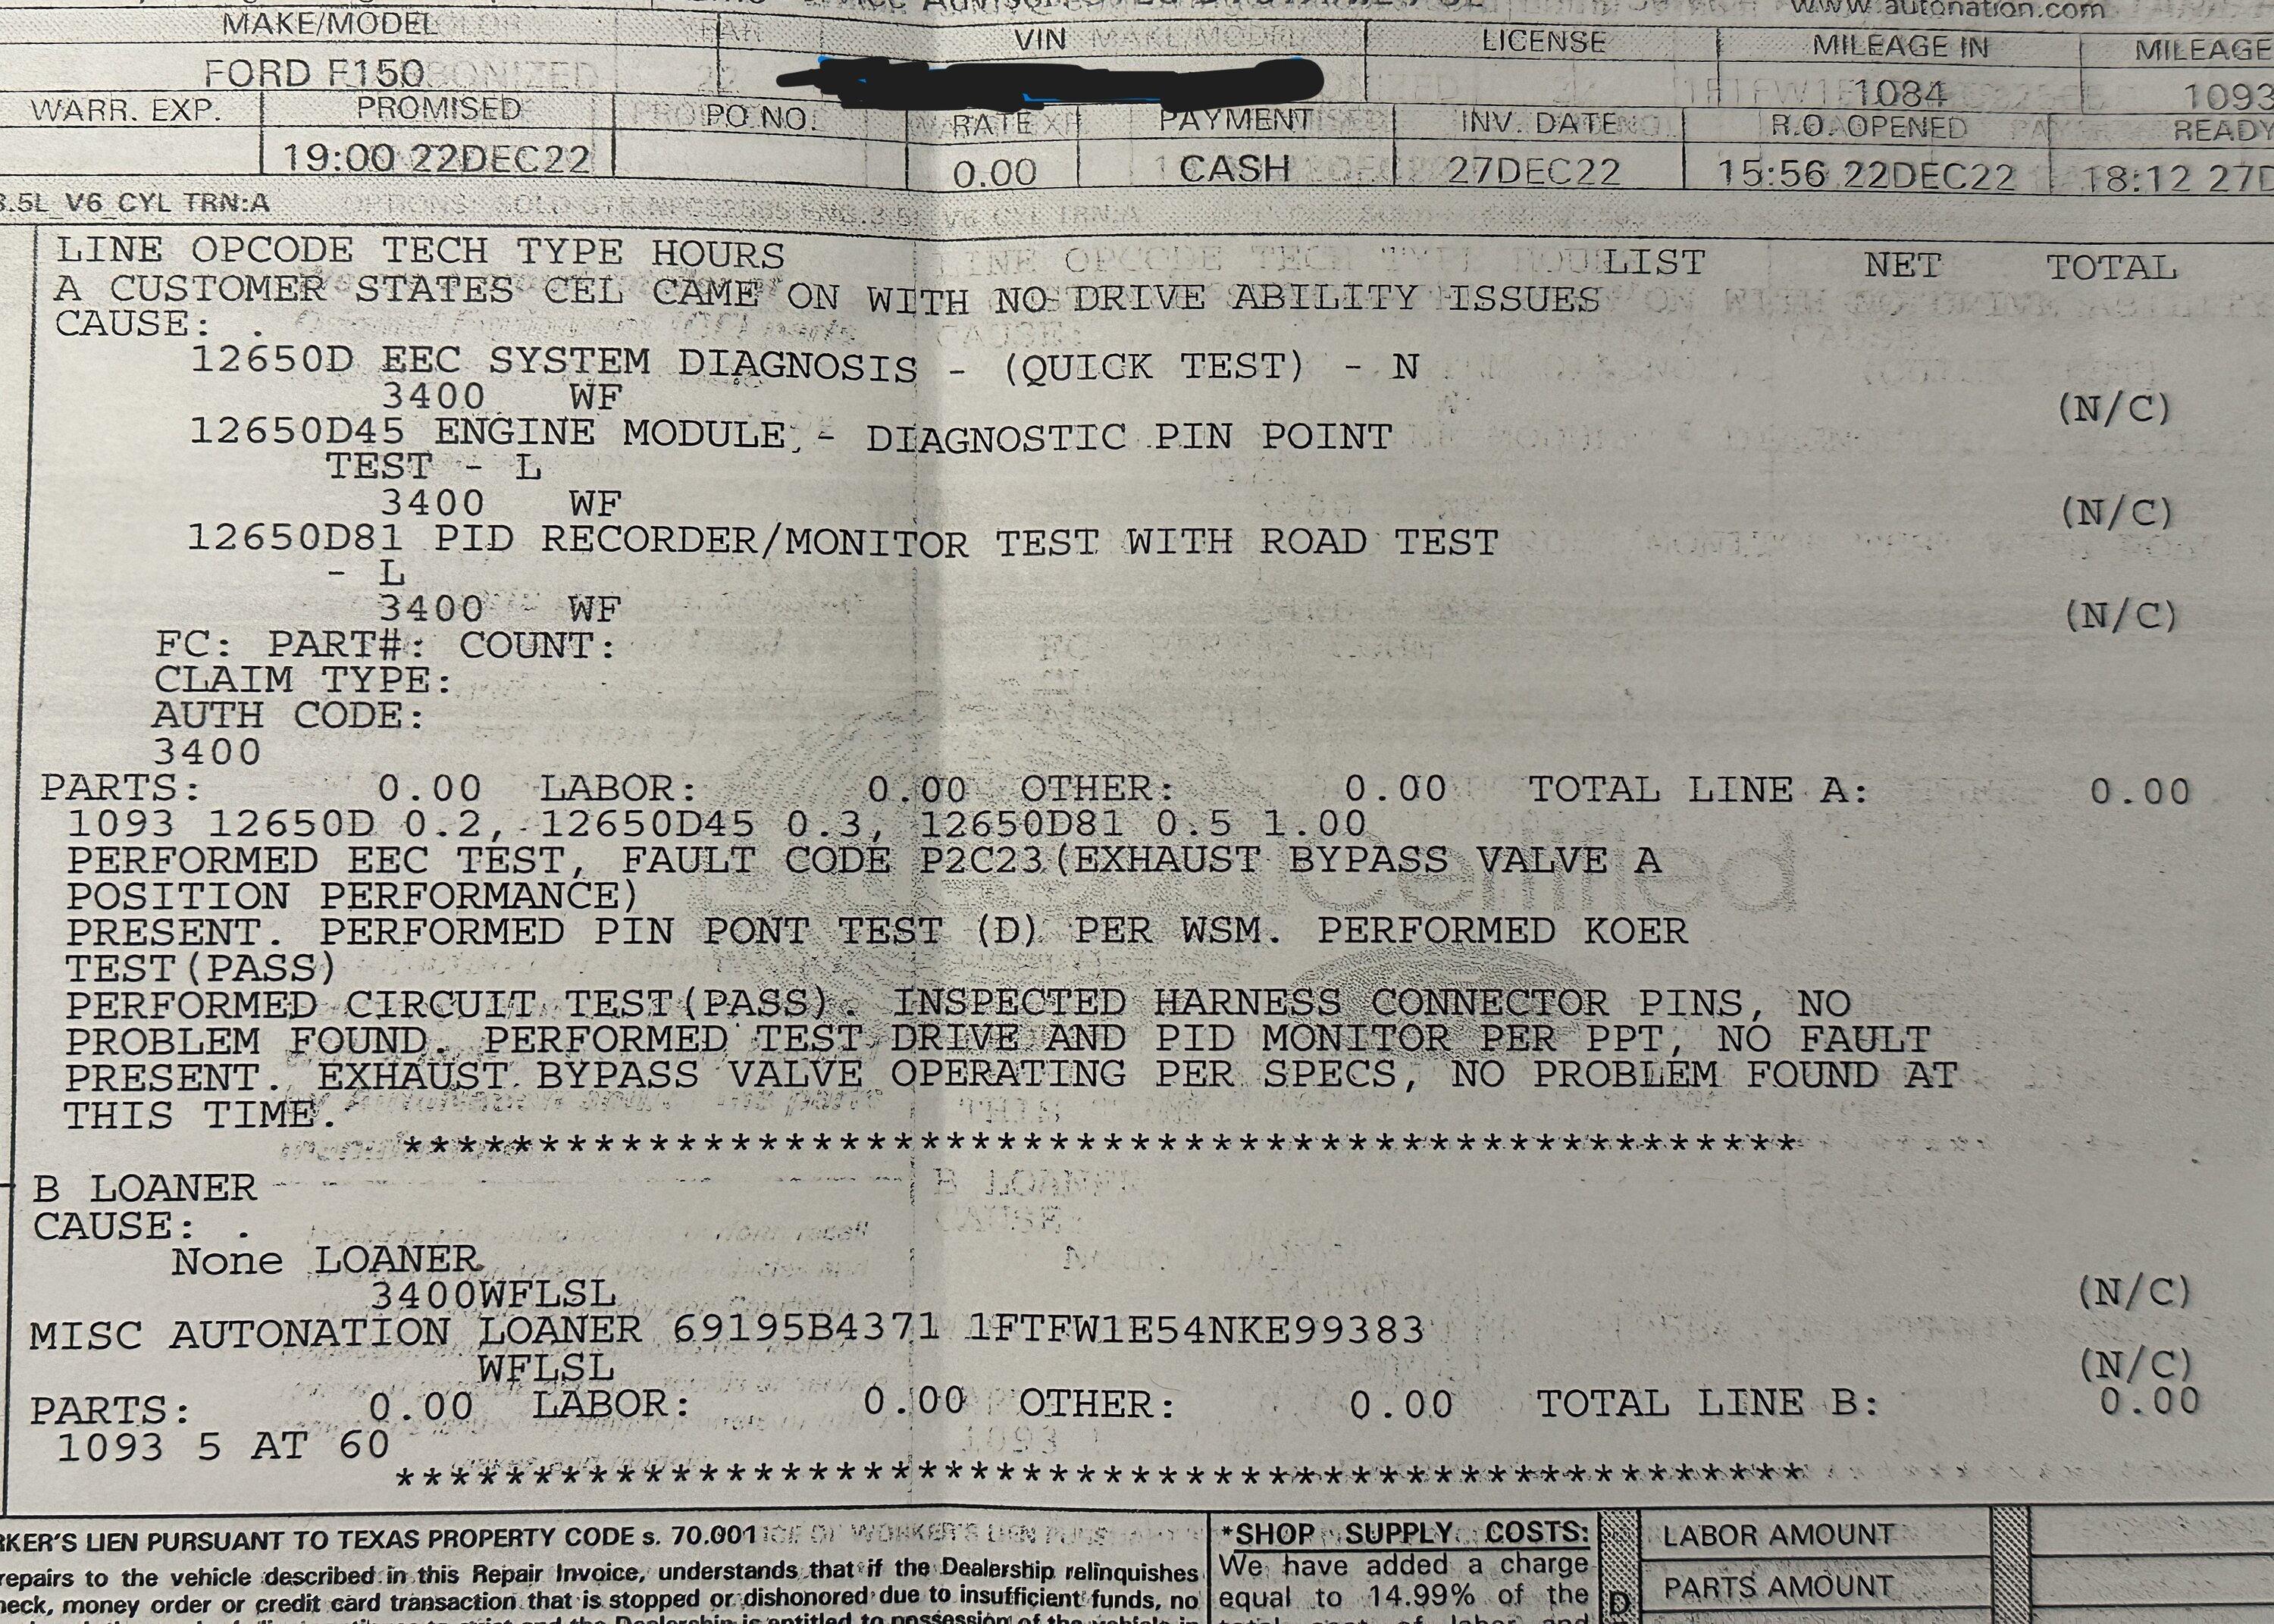 www.autonation.com
MAKE/MODEL VIN LICENSE MILEAGE IN MILEAGE
FORD F150 1084 1093
WARR. EXP. PROMISED PO NO. RATE PAYMENT INV. DATE R.O. OPENED READY
19:00 22DEC22 0.00 CASH 27DEC22 15:56 22DEC22 18:12 27D
3.5L_V6_CYL TRN:A
LINE OPCODE TECH TYPE HOURS LIST NET TOTAL
A CUSTOMER STATES CEL CAME ON WITH NO DRIVE ABILITY ISSUES
CAUSE: .
12650D EEC SYSTEM DIAGNOSIS - (QUICK TEST) - N
3400 WF (N/C)
12650D45 ENGINE MODULE - DIAGNOSTIC PIN POINT
TEST - L
3400 WF (N/C)
12650D81 PID RECORDER/MONITOR TEST WITH ROAD TEST
- L
3400 WF (N/C)
FC: PART#: COUNT:
CLAIM TYPE:
AUTH CODE:
3400
PARTS: 0.00 LABOR: 0.00 OTHER: 0.00 TOTAL LINE A: 0.00
1093 12650D 0.2, 12650D45 0.3, 12650D81 0.5 1.00
PERFORMED EEC TEST, FAULT CODE P2C23(EXHAUST BYPASS VALVE A
POSITION PERFORMANCE)
PRESENT. PERFORMED PIN PONT TEST (D) PER WSM. PERFORMED KOER
TEST(PASS)
PERFORMED CIRCUIT TEST(PASS). INSPECTED HARNESS CONNECTOR PINS, NO
PROBLEM FOUND. PERFORMED TEST DRIVE AND PID MONITOR PER PPT, NO FAULT
PRESENT. EXHAUST BYPASS VALVE OPERATING PER SPECS, NO PROBLEM FOUND AT
THIS TIME.
****************************************************
B LOANER
CAUSE: .
None LOANER
3400WFLSL (N/C)
MISC AUTONATION LOANER 69195B4371 1FTFW1E54NKE99383
WFLSL (N/C)
PARTS: 0.00 LABOR: 0.00 OTHER: 0.00 TOTAL LINE B: 0.00
1093 5 AT 60
****************************************************
RKER'S LIEN PURSUANT TO TEXAS PROPERTY CODE s. 70.001
repairs to the vehicle described in this Repair Invoice, understands that if the Dealership relinquishes
heck, money order or credit card transaction that is stopped or dishonored due to insufficient funds, no
*SHOP SUPPLY COSTS:
We have added a charge
equal to 14.99% of the
LABOR AMOUNT
PARTS AMOUNT